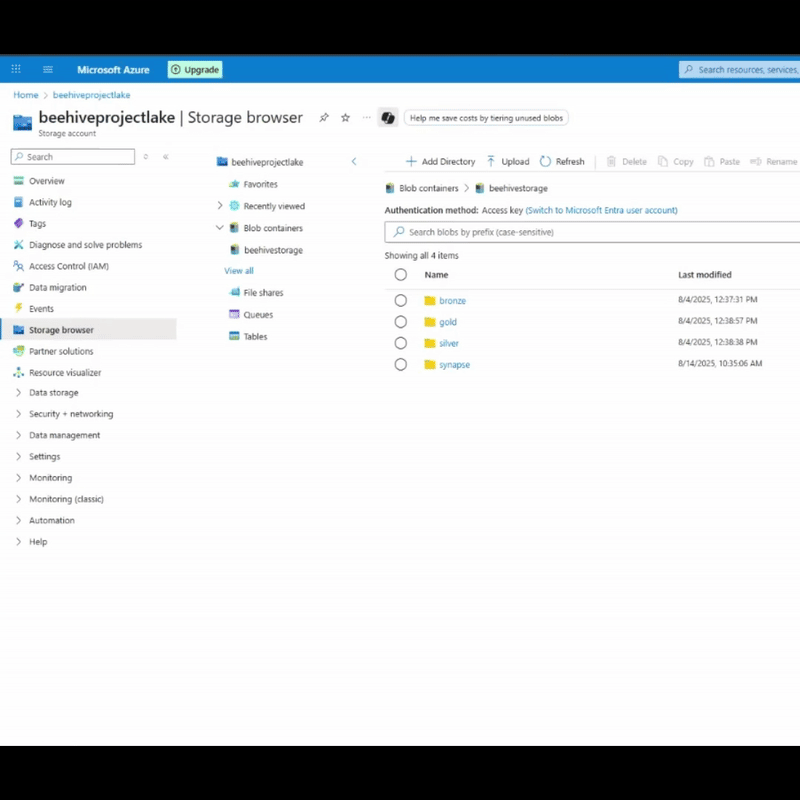 Microsoft Azure
Upgrade
Search resources, services,
Home > beehiveprojectlake
beehiveprojectlake | Storage browser
Storage account
Help me save costs by tiering unused blobs
Search
Overview
Activity log
Tags
Diagnose and solve problems
Access Control (IAM)
Data migration
Events
Storage browser
Partner solutions
Resource visualizer
Data storage
Security + networking
Data management
Settings
Monitoring
Monitoring (classic)
Automation
Help
beehiveprojectlake
Favorites
Recently viewed
Blob containers
beehivestorage
View all
File shares
Queues
Tables
Add Directory Upload Refresh Delete Copy Paste Rename
Blob containers > beehivestorage
Authentication method: Access key (Switch to Microsoft Entra user account)
Search blobs by prefix (case-sensitive)
Showing all 4 items
Name Last modified
bronze 8/4/2025, 12:37:31 PM
gold 8/4/2025, 12:38:57 PM
silver 8/4/2025, 12:38:38 PM
synapse 8/14/2025, 10:35:06 AM